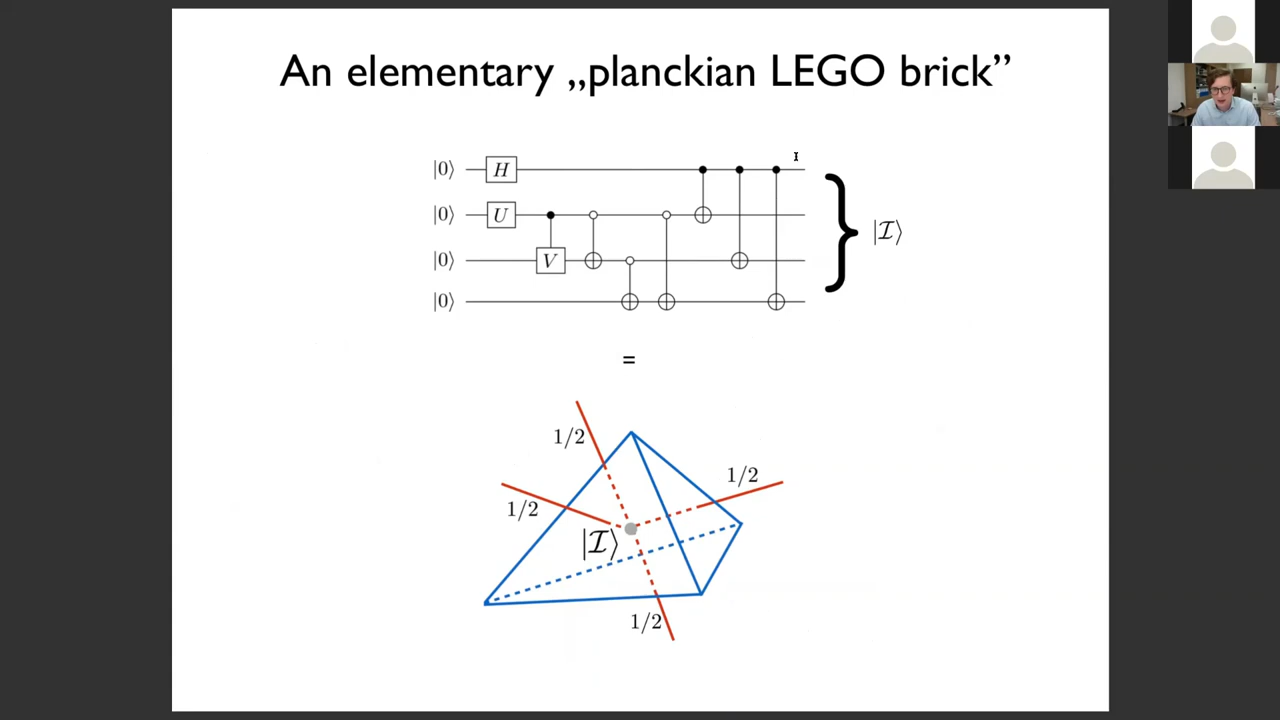 An elementary „planckian LEGO brick”
|0⟩ H
|0⟩ U
|0⟩ V
|0⟩
|ℐ⟩
=
1/2
1/2
1/2
|ℐ⟩
1/2